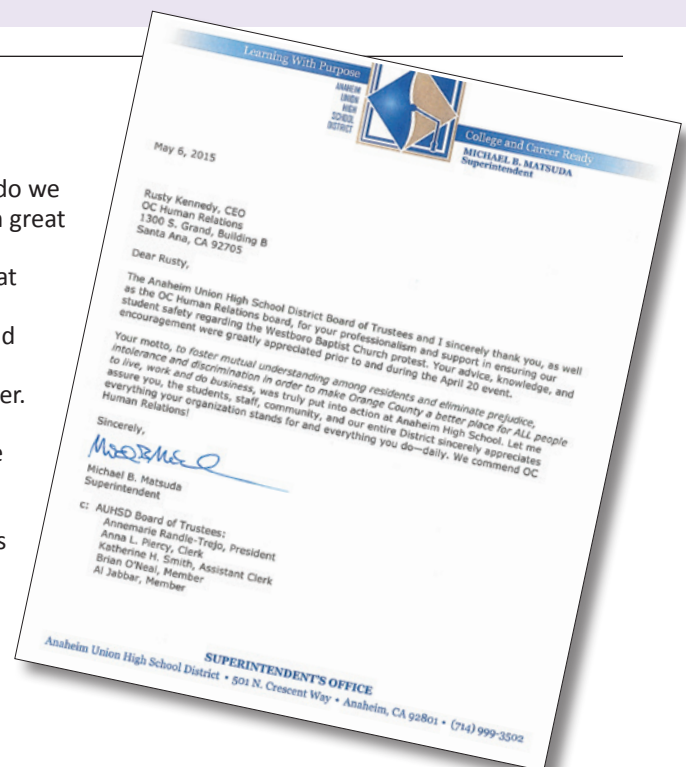 do we
great
at
d
er.
e
s
Learning With Purpose
ANAHEIM
UNION
HIGH
SCHOOL
DISTRICT
College and Career Ready
MICHAEL B. MATSUDA
Superintendent
May 6, 2015
Rusty Kennedy, CEO
OC Human Relations
1300 S. Grand, Building B
Santa Ana, CA 92705
Dear Rusty,
The Anaheim Union High School District Board of Trustees and I sincerely thank you, as well
as the OC Human Relations board, for your professionalism and support in ensuring our
student safety regarding the Westboro Baptist Church protest. Your advice, knowledge, and
encouragement were greatly appreciated prior to and during the April 20 event.
Your motto, to foster mutual understanding among residents and eliminate prejudice,
intolerance and discrimination in order to make Orange County a better place for ALL people
to live, work and do business, was truly put into action at Anaheim High School. Let me
assure you, the students, staff, community, and our entire District sincerely appreciates
everything your organization stands for and everything you do—daily. We commend OC
Human Relations!
Sincerely,
Michael B. Matsuda
Superintendent
c: AUHSD Board of Trustees:
Annemarie Randle-Trejo, President
Anna L. Piercy, Clerk
Katherine H. Smith, Assistant Clerk
Brian O'Neal, Member
Al Jabbar, Member
SUPERINTENDENT'S OFFICE
Anaheim Union High School District • 501 N. Crescent Way • Anaheim, CA 92801 • (714) 999-3502